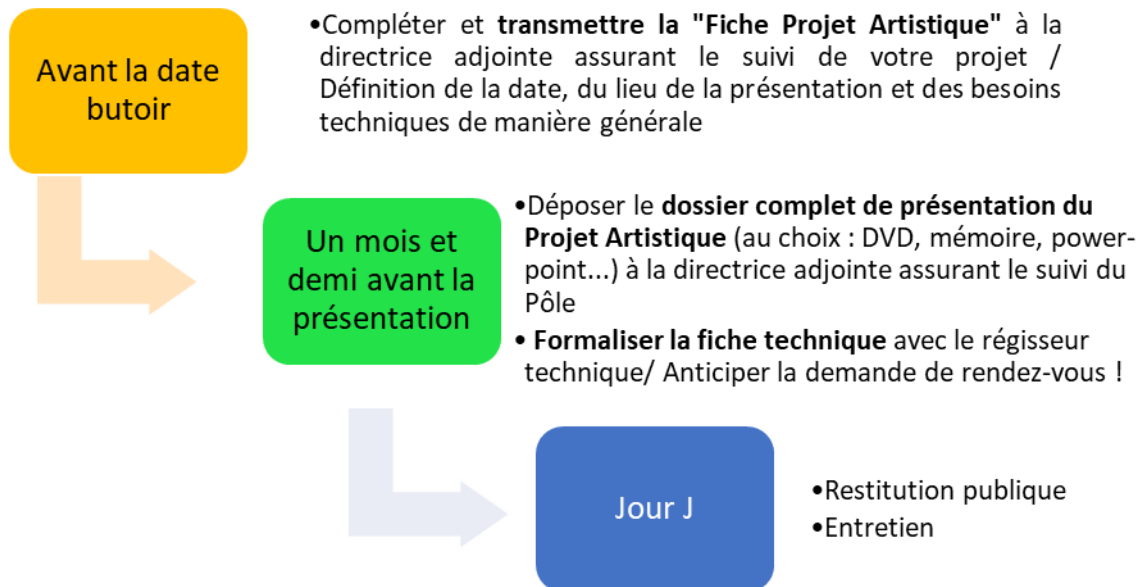 Avant la date
butoir
•Compléter et transmettre la "Fiche Projet Artistique" à la
directrice adjointe assurant le suivi de votre projet /
Définition de la date, du lieu de la présentation et des besoins
techniques de manière générale
Un mois et
demi avant la
présentation
•Déposer le dossier complet de présentation du
Projet Artistique (au choix : DVD, mémoire, power-
point...) à la directrice adjointe assurant le suivi du
Pôle
• Formaliser la fiche technique avec le régisseur
technique/ Anticiper la demande de rendez-vous !
Jour J
•Restitution publique
•Entretien